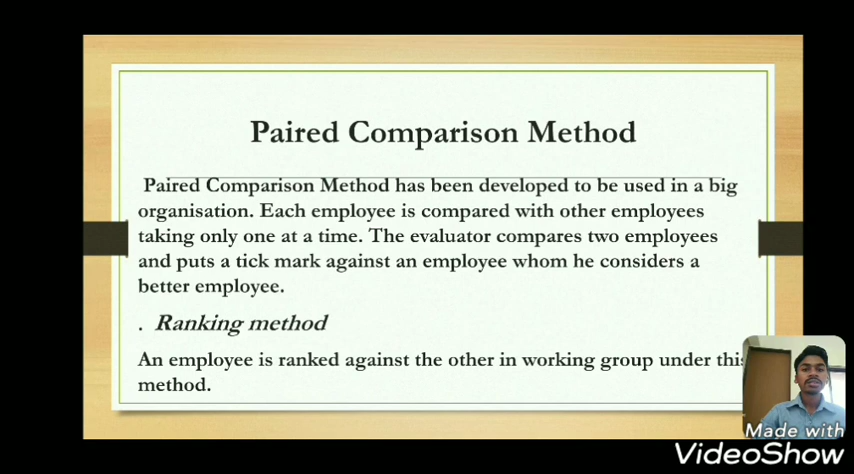 Paired Comparison Method
Paired Comparison Method has been developed to be used in a big
organisation. Each employee is compared with other employees
taking only one at a time. The evaluator compares two employees
and puts a tick mark against an employee whom he considers a
better employee.
. Ranking method
An employee is ranked against the other in working group under this
method.
Made with
VideoShow